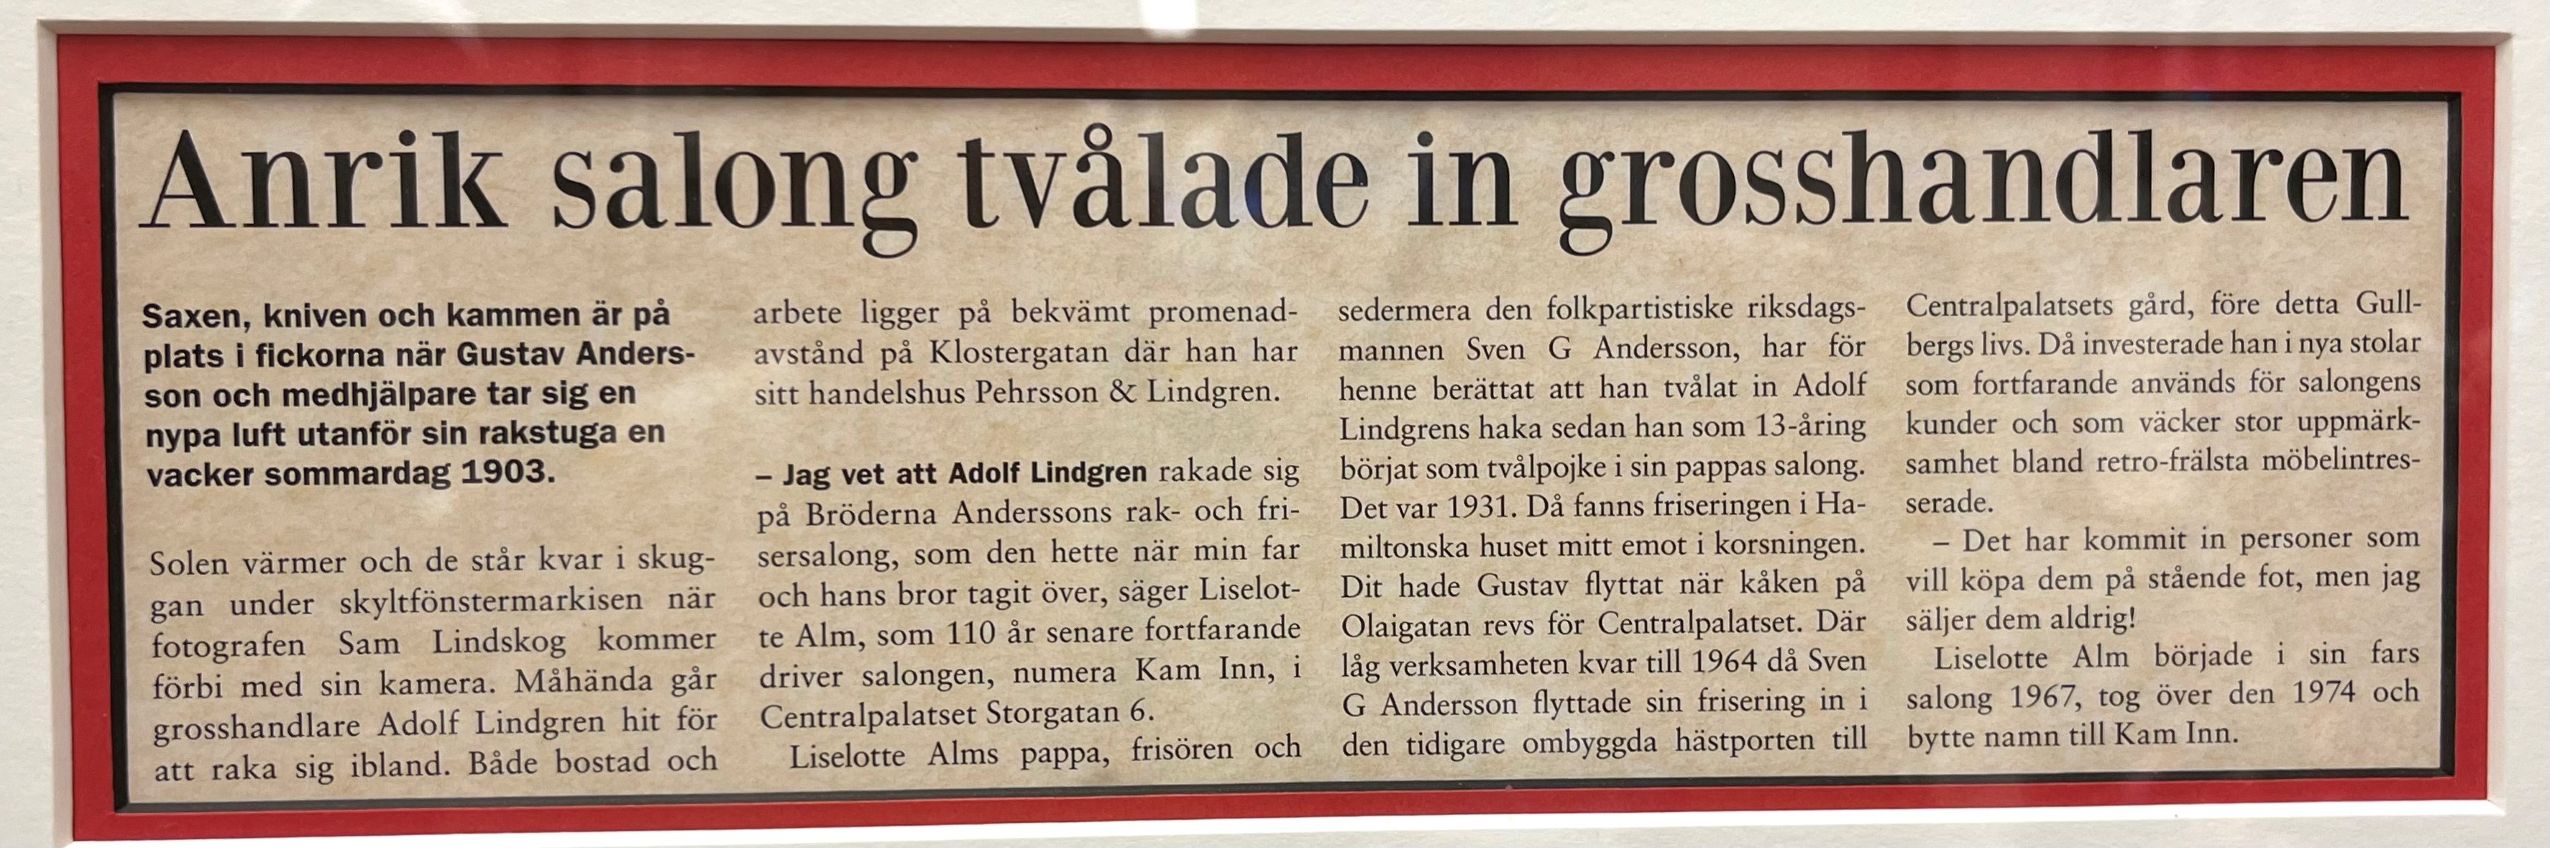 Anrik salong tvålade in grosshandlaren
Saxen, kniven och kammen är på
plats i fickorna när Gustav Anders-
son och medhjälpare tar sig en
nypa luft utanför sin rakstuga en
vacker sommardag 1903.
Solen värmer och de står kvar i skug-
gan under skyltfönstermarkisen när
fotografen Sam Lindskog kommer
förbi med sin kamera. Måhända går
grosshandlare Adolf Lindgren hit för
att raka sig ibland. Både bostad och
arbete ligger på bekvämt promenad-
avstånd på Klostergatan där han har
sitt handelshus Pehrsson & Lindgren.
– Jag vet att Adolf Lindgren rakade sig
på Bröderna Anderssons rak- och fri-
sersalong, som den hette när min far
och hans bror tagit över, säger Liselot-
te Alm, som 110 år senare fortfarande
driver salongen, numera Kam Inn, i
Centralpalatset Storgatan 6.
Liselotte Alms pappa, frisören och
sedermera den folkpartistiske riksdags-
mannen Sven G Andersson, har för
henne berättat att han tvålat in Adolf
Lindgrens haka sedan han som 13-åring
börjat som tvålpojke i sin pappas salong.
Det var 1931. Då fanns friseringen i Ha-
miltonska huset mitt emot i korsningen.
Dit hade Gustav flyttat när kåken på
Olaigatan revs för Centralpalatset. Där
låg verksamheten kvar till 1964 då Sven
G Andersson flyttade sin frisering in i
den tidigare ombyggda hästporten till
Centralpalatsets gård, före detta Gull-
bergs livs. Då investerade han i nya stolar
som fortfarande används för salongens
kunder och som väcker stor uppmärk-
samhet bland retro-frälsta möbelintres-
serade.
– Det har kommit in personer som
vill köpa dem på stående fot, men jag
säljer dem aldrig!
Liselotte Alm började i sin fars
salong 1967, tog över den 1974 och
bytte namn till Kam Inn.